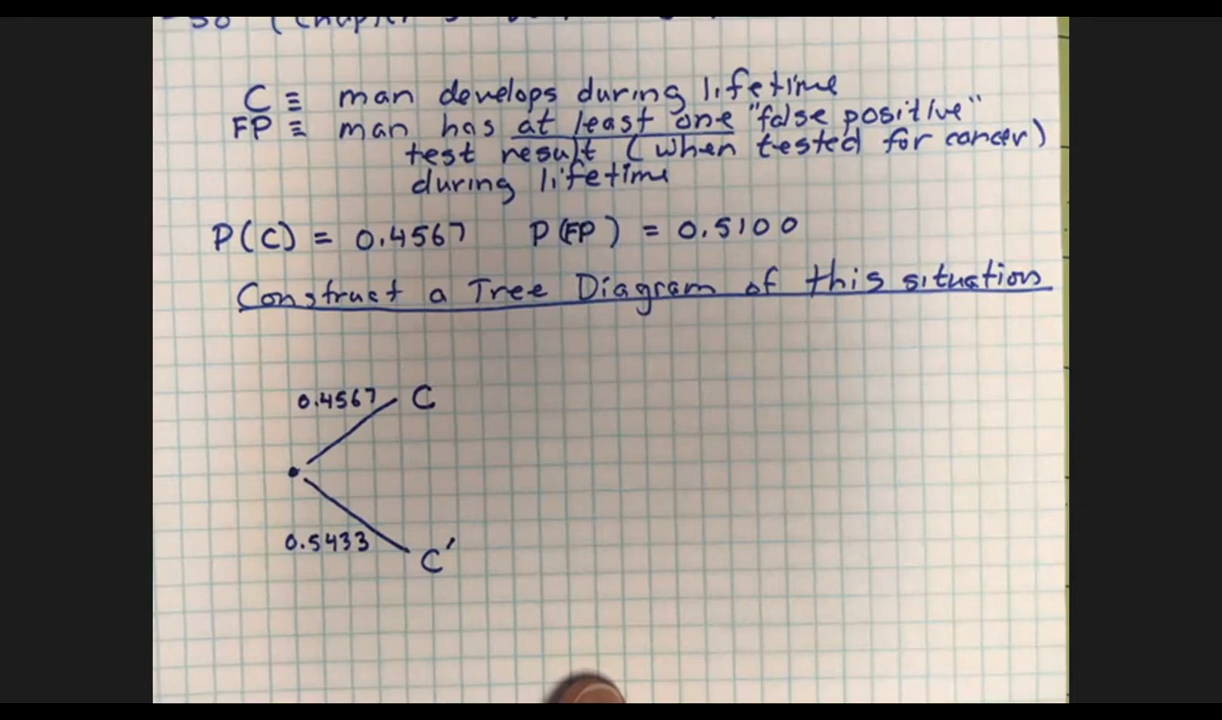 C ≡ man develops during lifetime
FP ≡ man has at least one "false positive"
test result (when tested for cancer)
during lifetime
P(C) = 0.4567 P(FP) = 0.5100
Construct a Tree Diagram of this situation
0.4567 C
0.5433 C'